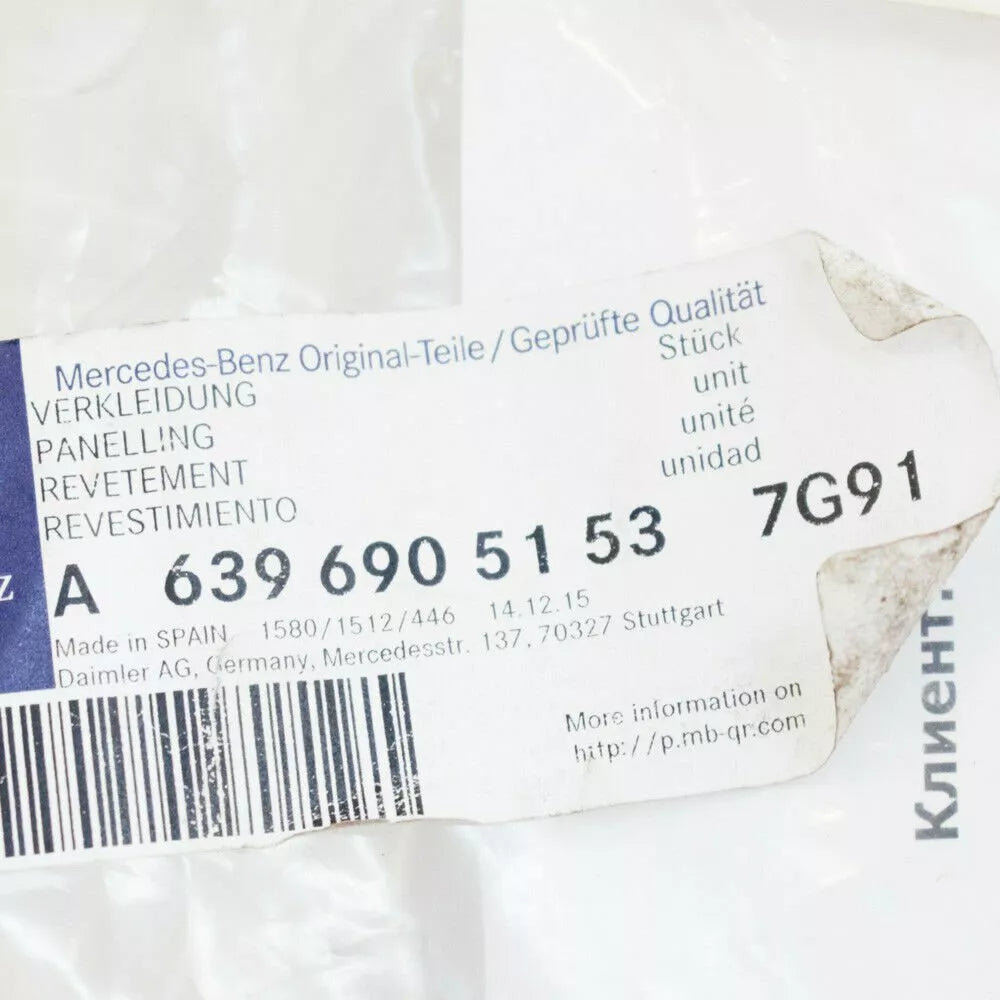 Mercedes-Benz Original-Teile/Geprüfte Qualität
VERKLEIDUNG Stück
PANELLING unit
REVETEMENT unité
REVESTIMIENTO unidad
A 639 690 51 53 7G91
Made in SPAIN 1580/1512/446 14.12.15
Daimler AG, Germany, Mercedesstr. 137, 70327 Stuttgart
More information on
http://p.mb-qr.com
z
Клиент.